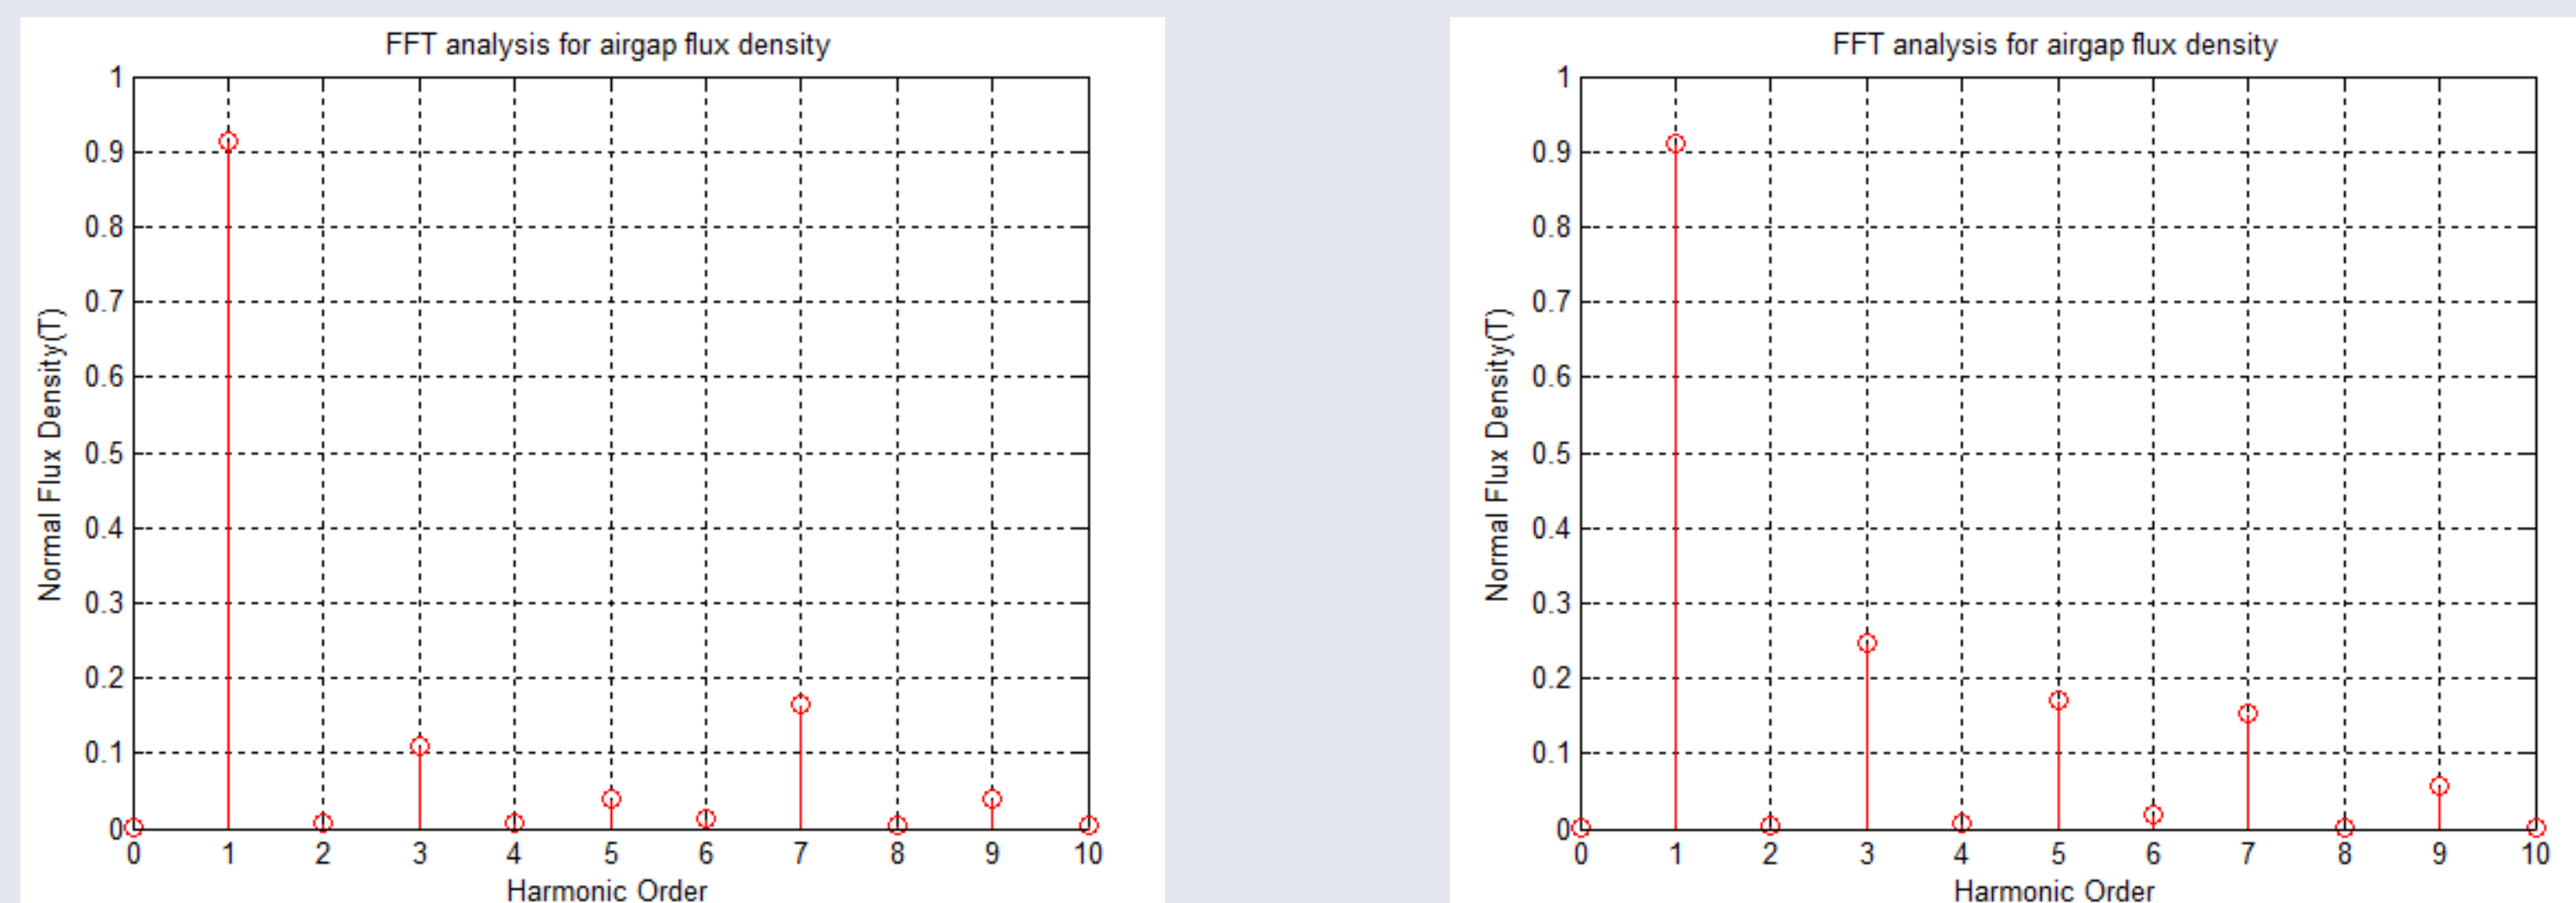 FFT analysis for airgap flux density
1
0.9
0.8
0.7
0.6
0.5
0.4
0.3
0.2
0.1
0
Normal Flux Density(T)
0 1 2 3 4 5 6 7 8 9 10
Harmonic Order
FFT analysis for airgap flux density
1
0.9
0.8
0.7
0.6
0.5
0.4
0.3
0.2
0.1
0
Normal Flux Density(T)
0 1 2 3 4 5 6 7 8 9 10
Harmonic Order